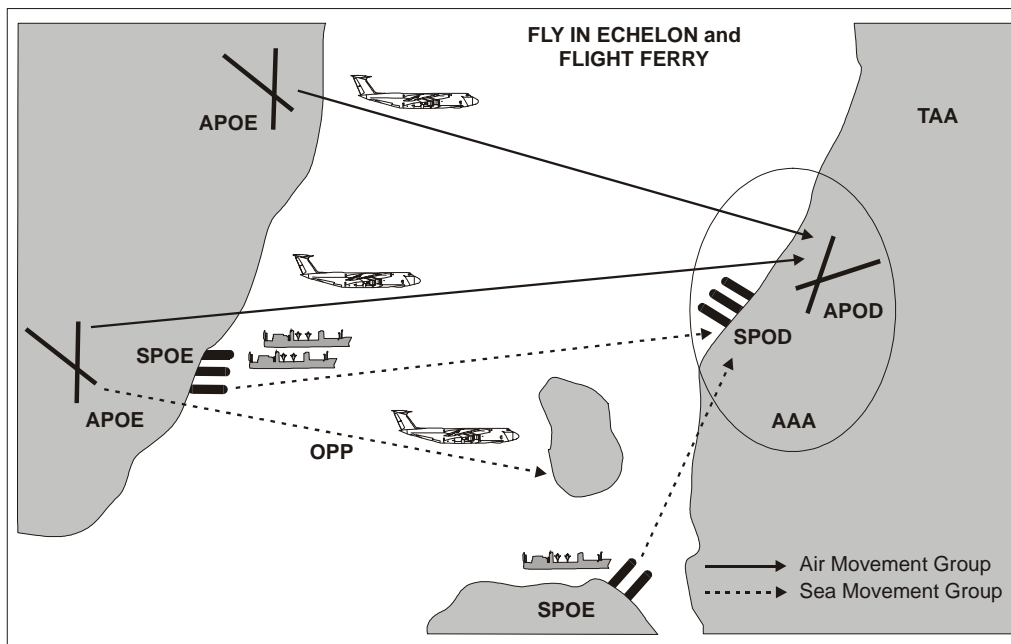 FLY IN ECHELON and
FLIGHT FERRY
APOE
TAA
APOD
SPOD
SPOE
APOE
AAA
OPP
Air Movement Group
Sea Movement Group
SPOE